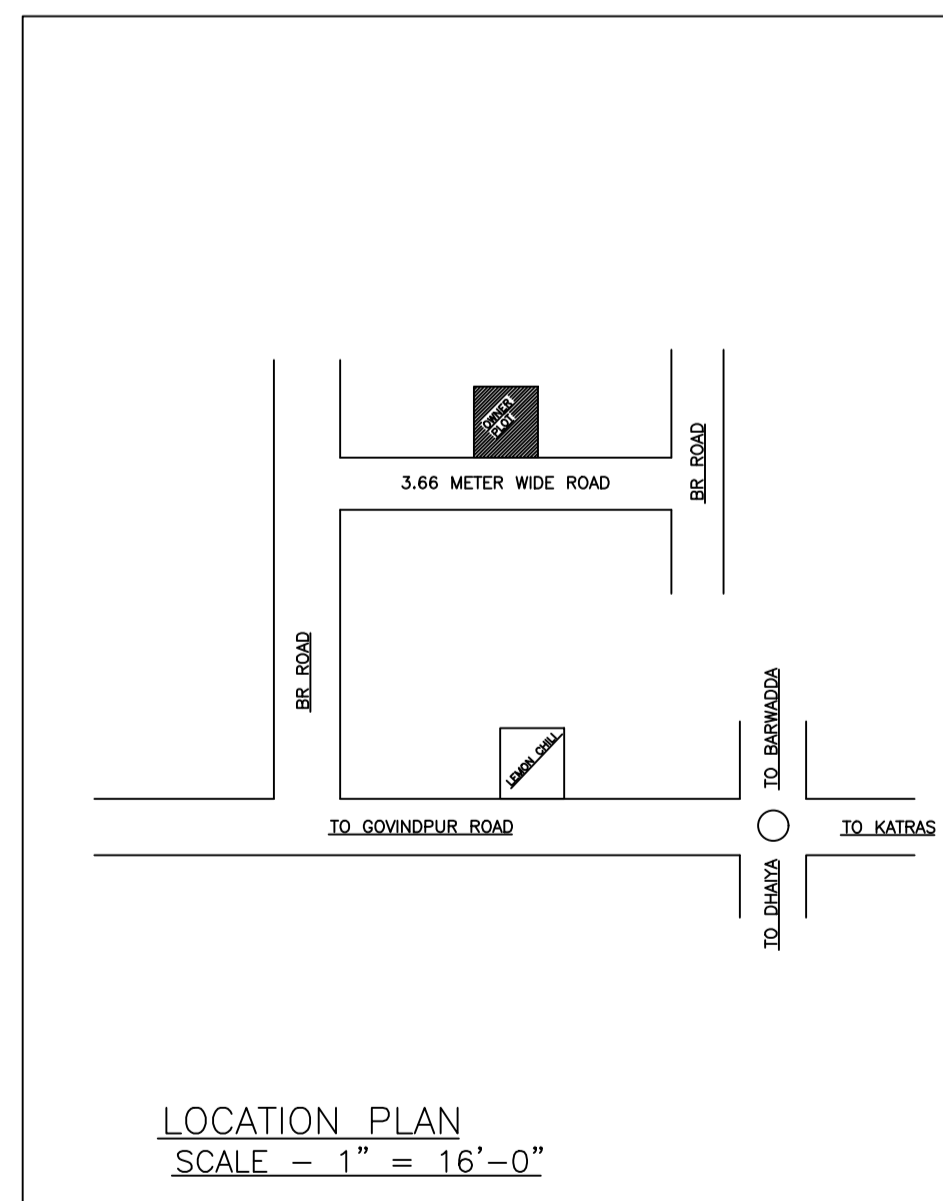 OWNER
PLOT
3.66 METER WIDE ROAD
BR ROAD
BR ROAD
TO BARWADDA
LEMON CHILI
TO GOVINDPUR ROAD
TO KATRAS
TO DHAIYA
LOCATION PLAN
SCALE - 1" = 16'-0"